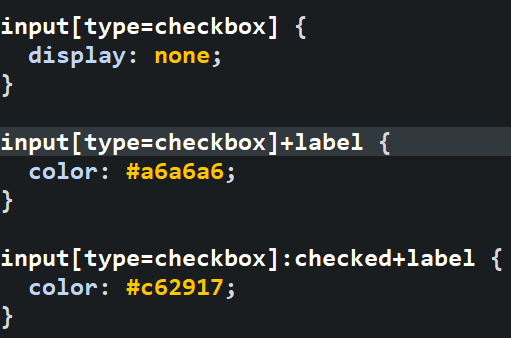 input[type=checkbox] {
  display: none;
}
input[type=checkbox]+label {
  color: #a6a6a6;
}
input[type=checkbox]:checked+label {
  color: #c62917;
}